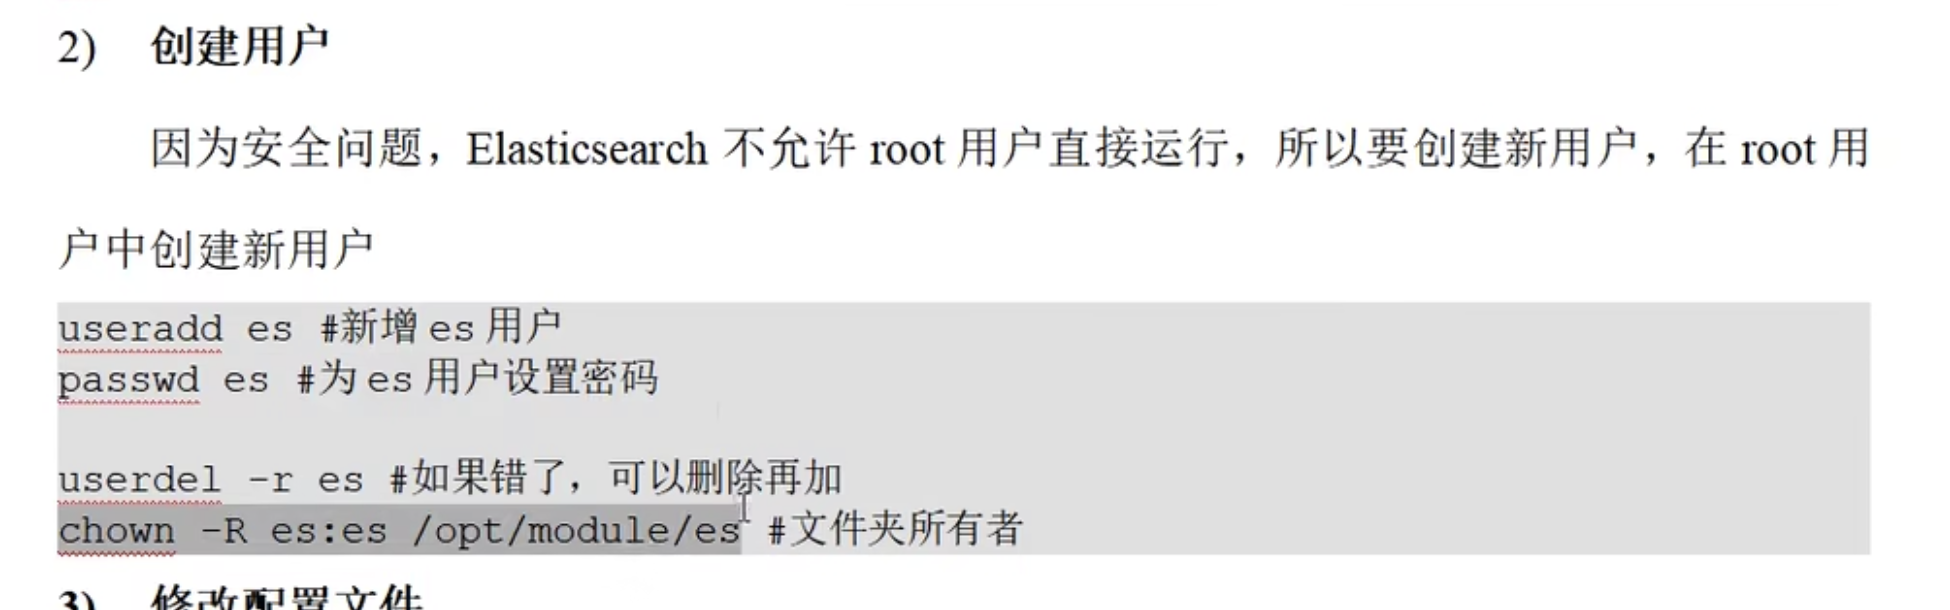 2) 创建用户
因为安全问题，Elasticsearch 不允许 root 用户直接运行，所以要创建新用户，在 root 用
户中创建新用户
useradd es #新增 es 用户
passwd es #为 es 用户设置密码
userdel -r es #如果错了，可以删除再加
chown -R es:es /opt/module/es #文件夹所有者
3) 修改配置文件